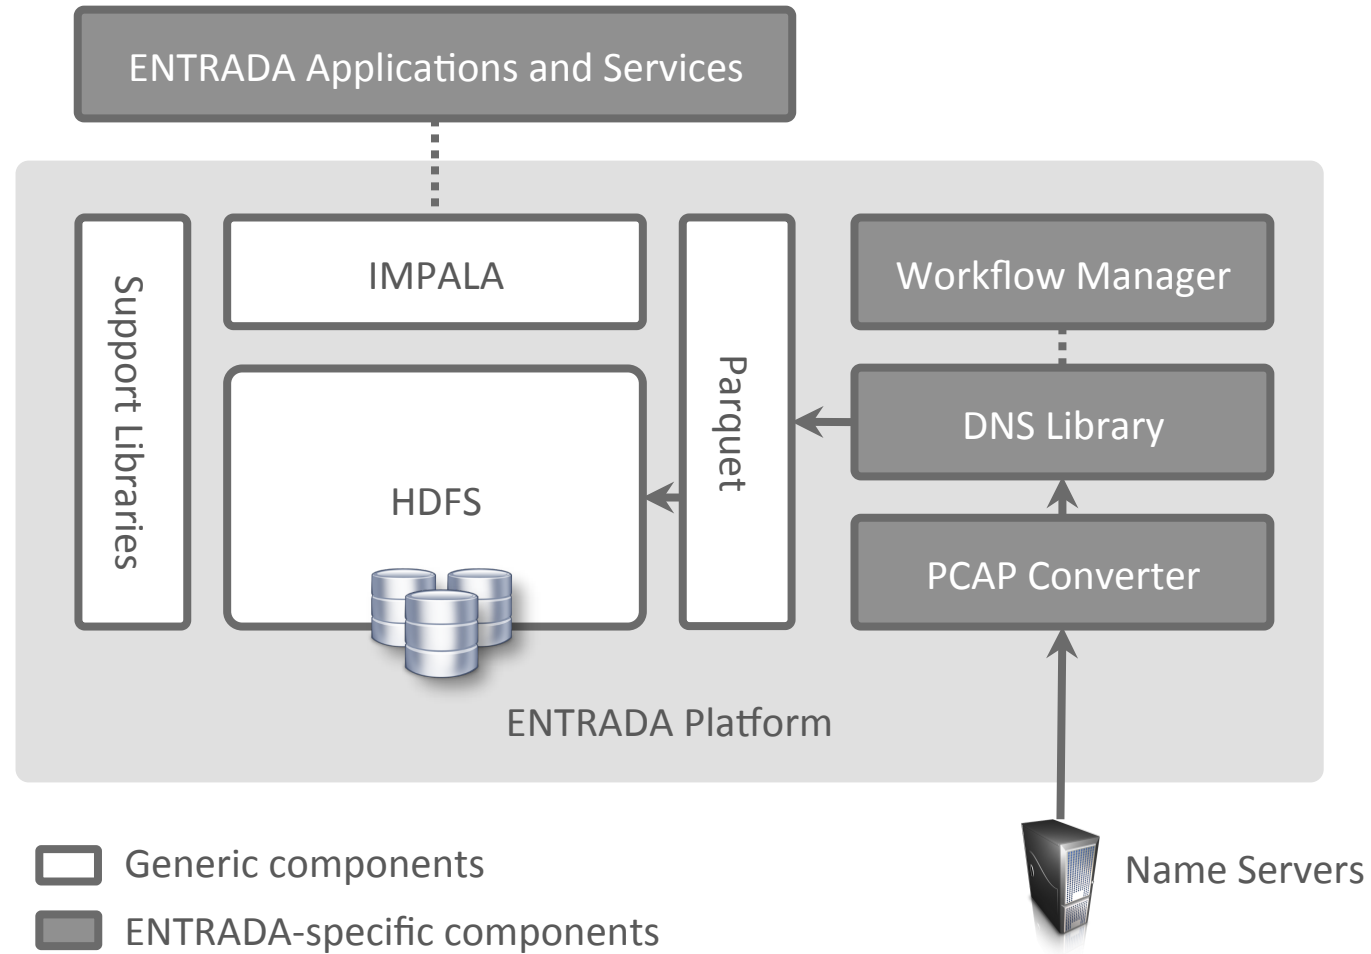 ENTRADA Applications and Services
Support Libraries
IMPALA
HDFS
Parquet
Workflow Manager
DNS Library
PCAP Converter
ENTRADA Platform
Name Servers
Generic components
ENTRADA-specific components